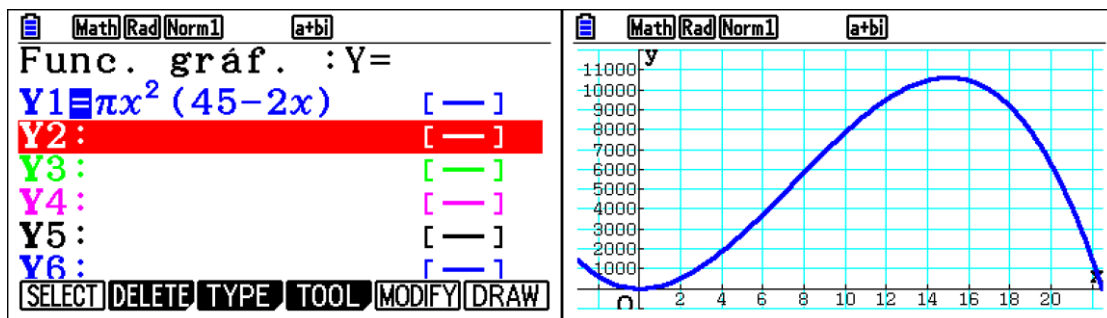 Math Rad Norm1 a+bi
Func. gráf. :Y=
Y1=πx²(45-2x) [—]
Y2: [—]
Y3: [—]
Y4: [—]
Y5: [—]
Y6: [—]
SELECT DELETE TYPE TOOL MODIFY DRAW
Math Rad Norm1 a+bi
y
11000
10000
9000
8000
7000
6000
5000
4000
3000
2000
1000
x
O 2 4 6 8 10 12 14 16 18 20